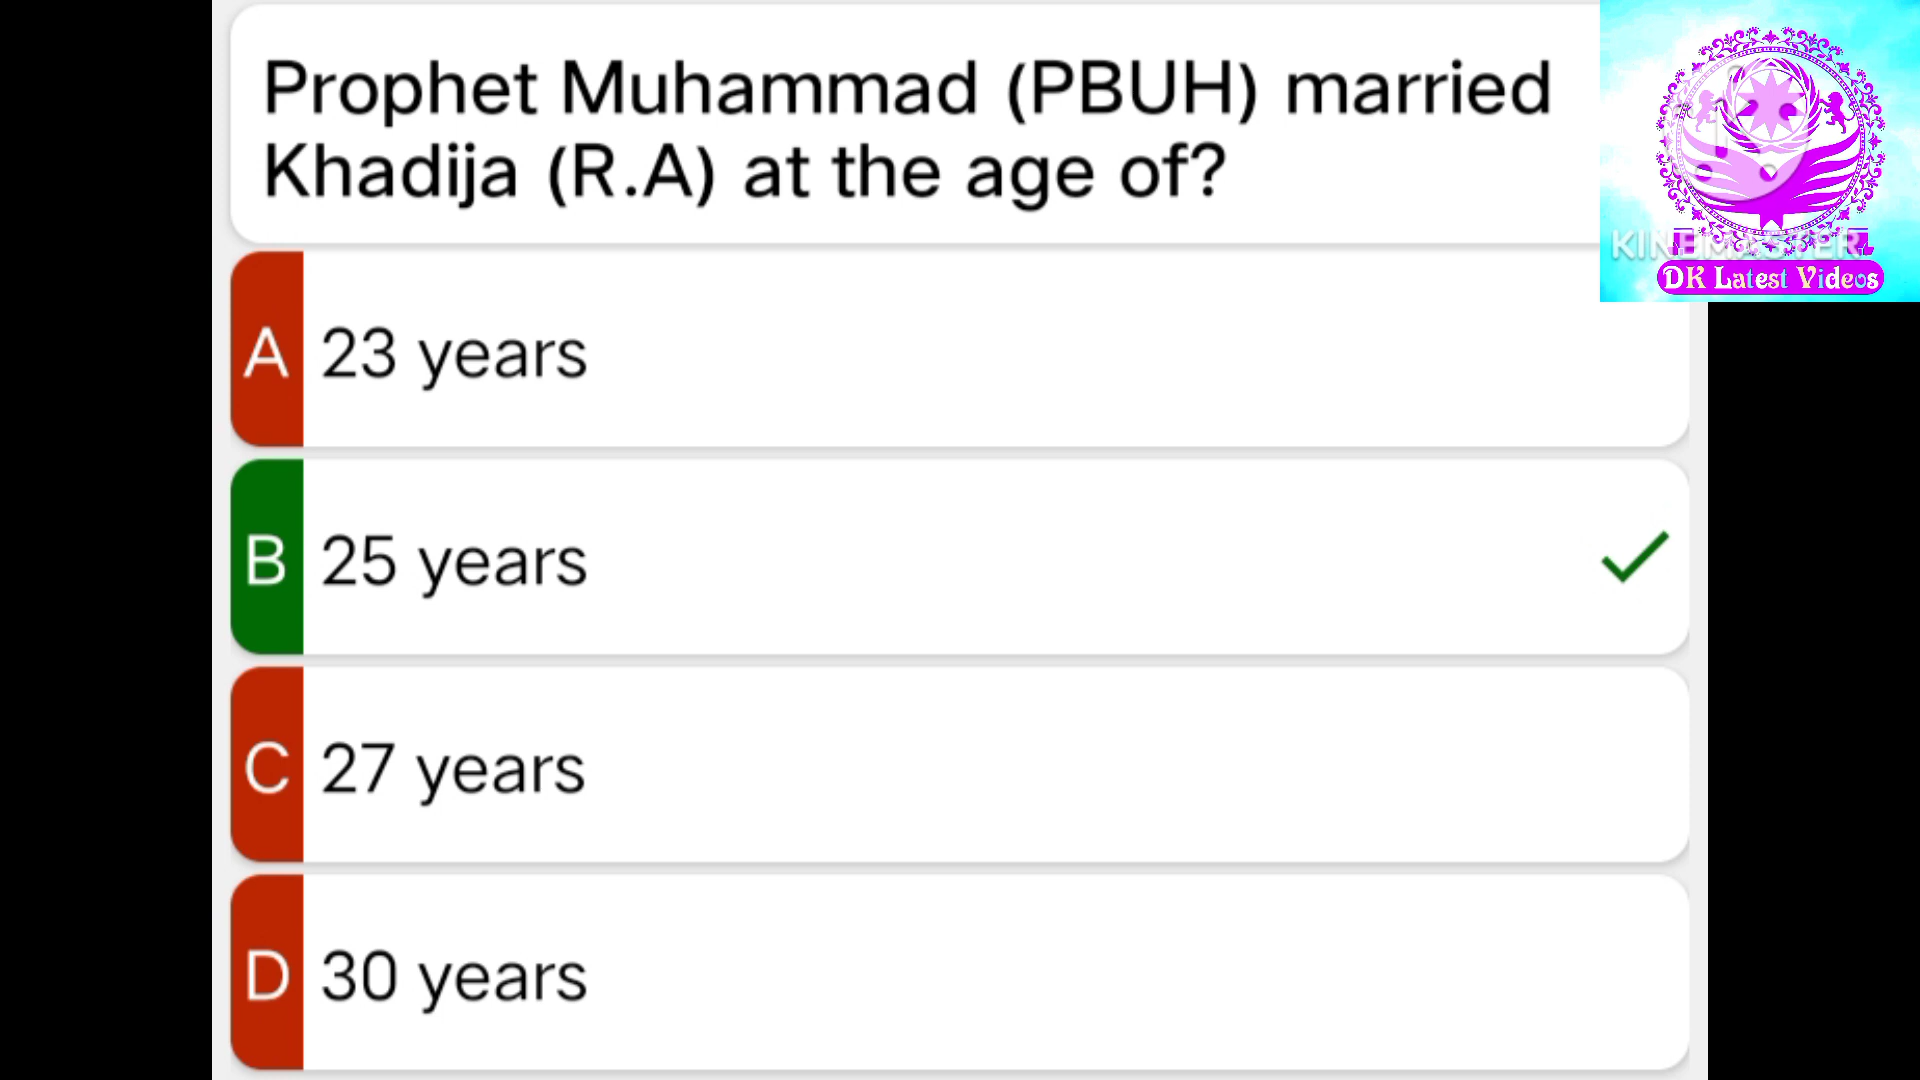 Prophet Muhammad (PBUH) married
Khadija (R.A) at the age of?
KINEMASTER
DK Latest Videos
A 23 years
B 25 years
C 27 years
D 30 years